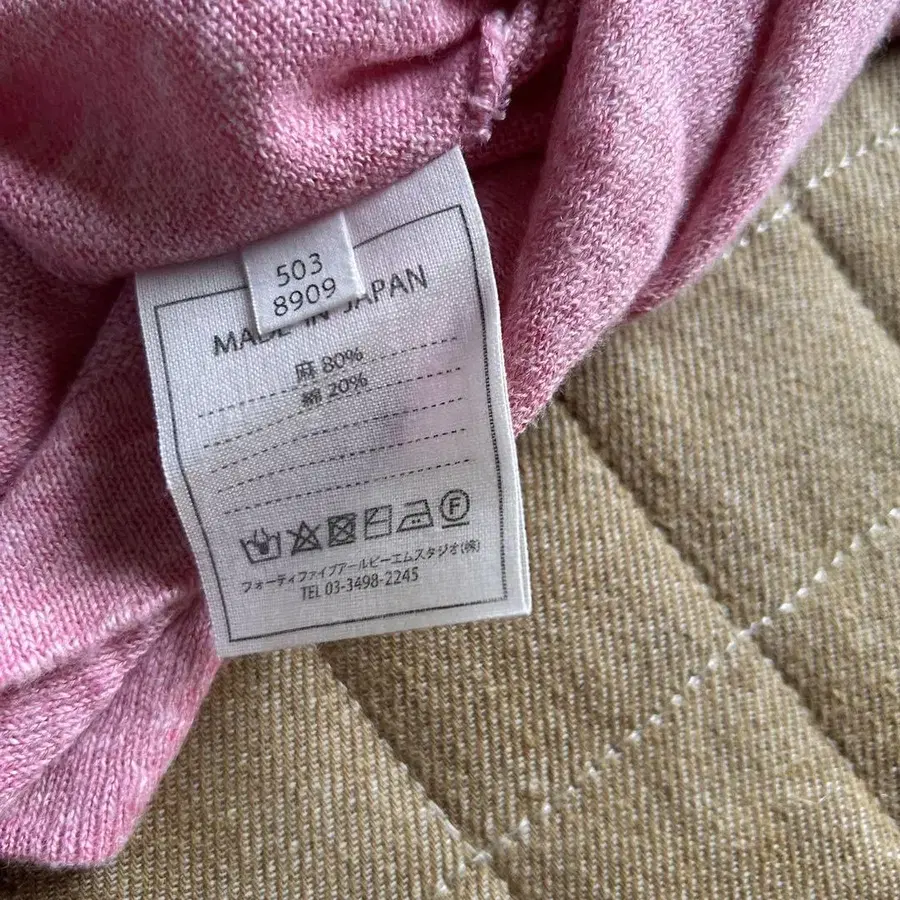 503
8909
MADE IN JAPAN
麻 80%
綿 20%
F
フォーティファイブアールピーエムスタジオ(株)
TEL 03-3498-2245